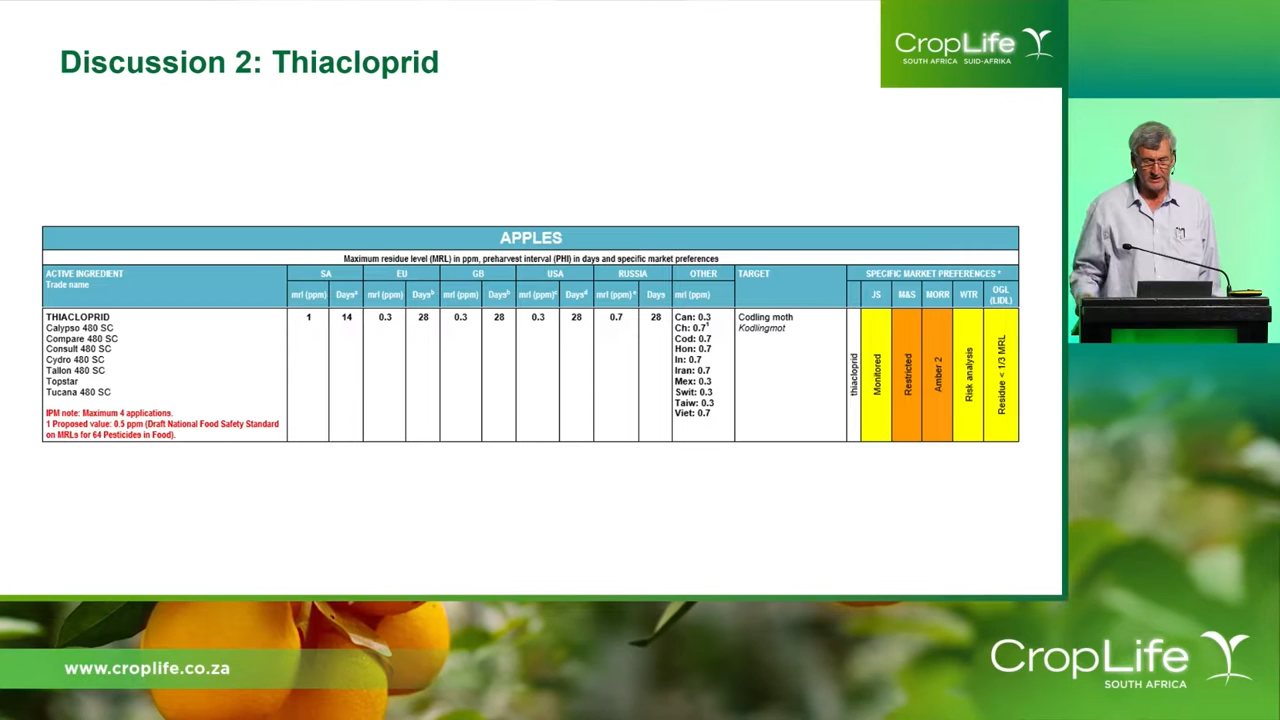 Discussion 2: Thiacloprid
CropLife
SOUTH AFRICA SUID-AFRIKA
APPLES
Maximum residue level (MRL) in ppm, preharvest interval (PHI) in days and specific market preferences
ACTIVE INGREDIENT
Trade name
SA
EU
GB
USA
RUSSIA
OTHER
TARGET
SPECIFIC MARKET PREFERENCES *
mrl (ppm) Daysᵃ mrl (ppm) Daysᵇ mrl (ppm) Daysᵇ mrl (ppm)ᶜ Daysᵈ mrl (ppm)ᵉ Days mrl (ppm)
JS M&S MORR WTR OGL (LIDL)
THIACLOPRID 1 14 0.3 28 0.3 28 0.3 28 0.7 28
Calypso 480 SC
Compare 480 SC
Consult 480 SC
Cydro 480 SC
Tallon 480 SC
Topstar
Tucana 480 SC
IPM note: Maximum 4 applications.
1 Proposed value: 0.5 ppm (Draft National Food Safety Standard
on MRLs for 64 Pesticides in Food).
Can: 0.3
Ch: 0.7¹
Cod: 0.7
Hon: 0.7
In: 0.7
Iran: 0.7
Mex: 0.3
Swit: 0.3
Taiw: 0.3
Viet: 0.7
Codling moth
Kodlingmot
thiacloprid
Monitored
Restricted
Amber 2
Risk analysis
Residue < 1/3 MRL
www.croplife.co.za
CropLife
SOUTH AFRICA